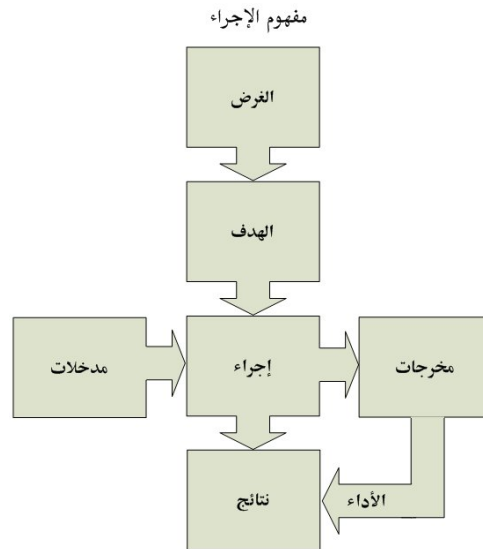 مفهوم الإجراء
الغرض
الهدف
مدخلات
إجراء
مخرجات
نتائج
الأداء